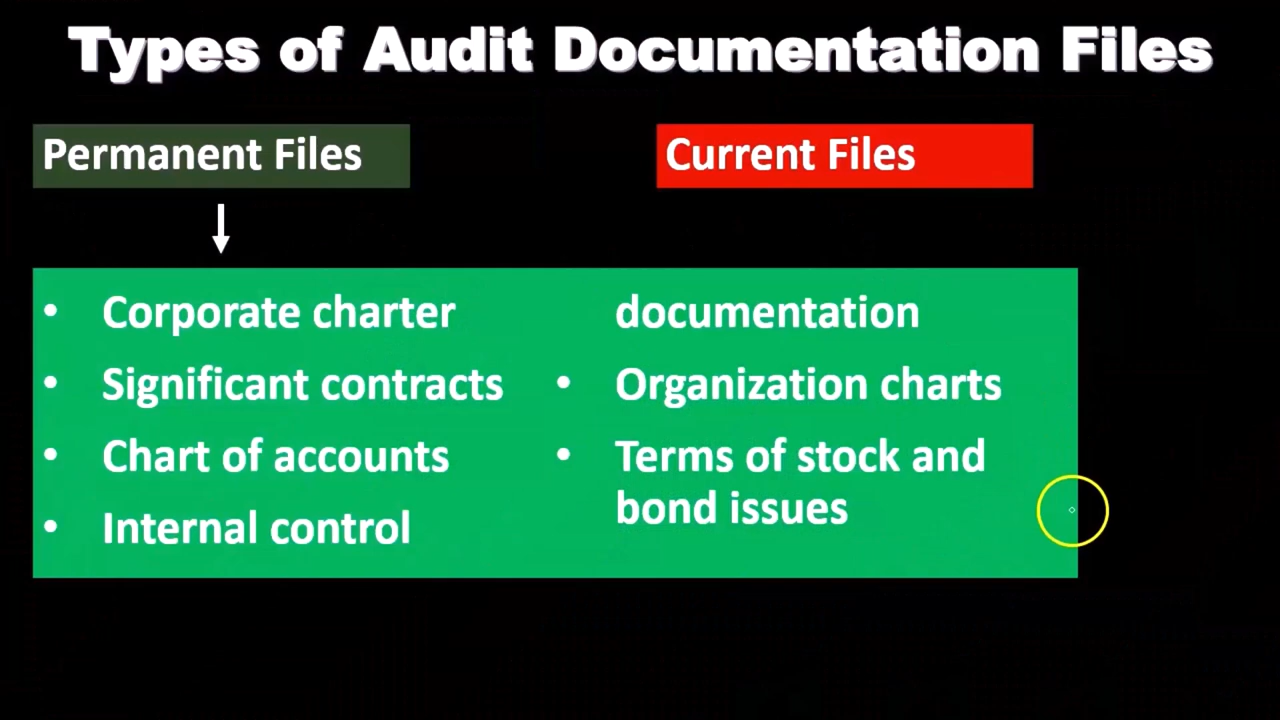 Types of Audit Documentation Files
Permanent Files
Current Files
• Corporate charter
• Significant contracts
• Chart of accounts
• Internal control
documentation
• Organization charts
• Terms of stock and
bond issues